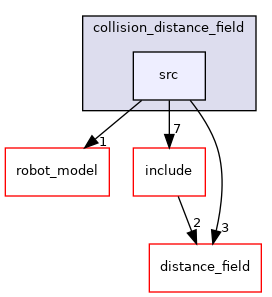 collision_distance_field
src
1
7
robot_model
include
2
3
distance_field